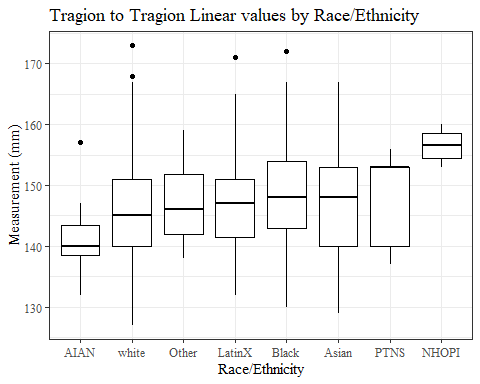 Tragion to Tragion Linear values by Race/Ethnicity
Measurement (mm)
170
160
150
140
130
AIAN white Other LatinX Black Asian PTNS NHOPI
Race/Ethnicity